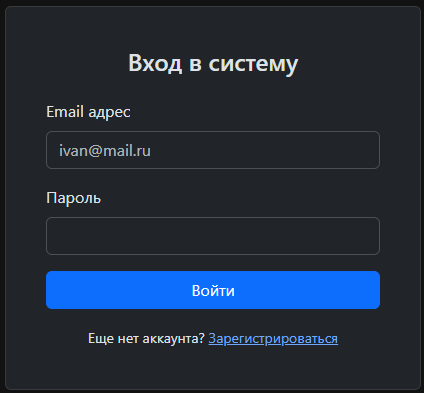 Вход в систему
Email адрес
ivan@mail.ru
Пароль
Войти
Еще нет аккаунта? Зарегистрироваться